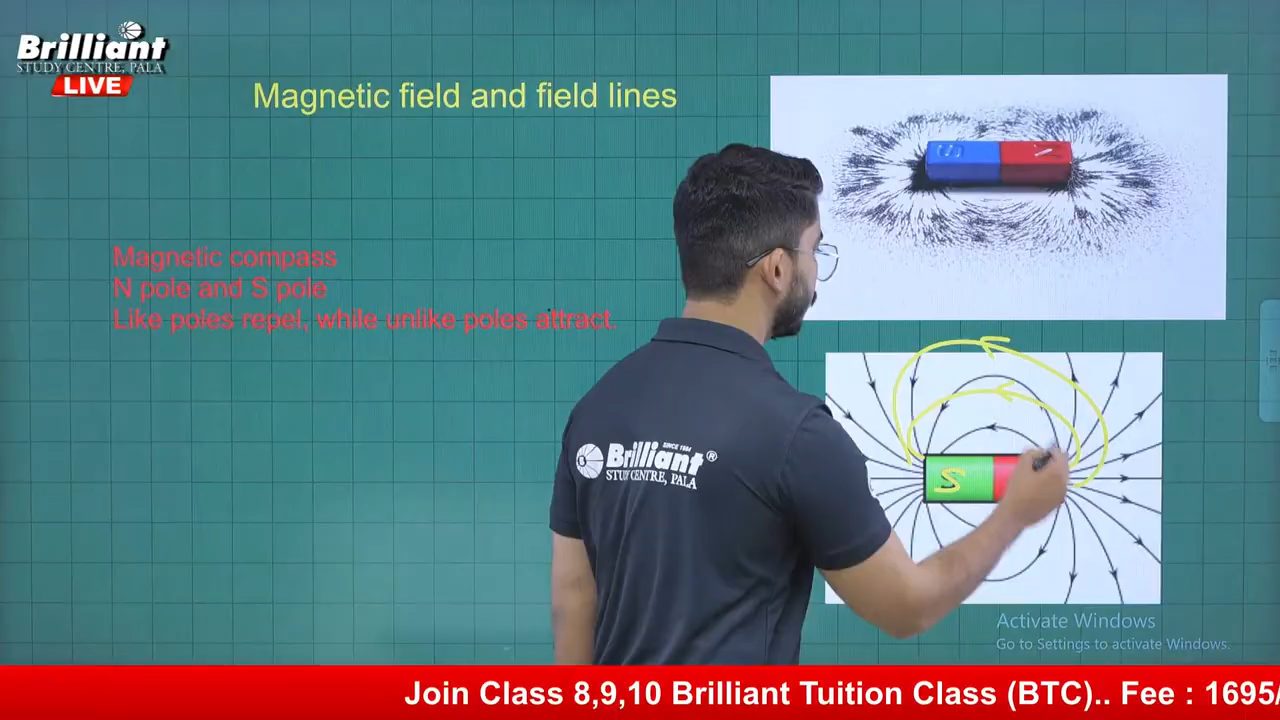 Brilliant
STUDY CENTRE, PALA
LIVE
Magnetic field and field lines
Magnetic compass
N pole and S pole
Like poles repel, while unlike poles attract.
S
N
S
SINCE 1984
Brilliant®
STUDY CENTRE, PALA
Activate Windows
Go to Settings to activate Windows.
Join Class 8,9,10 Brilliant Tuition Class (BTC).. Fee : 1695/